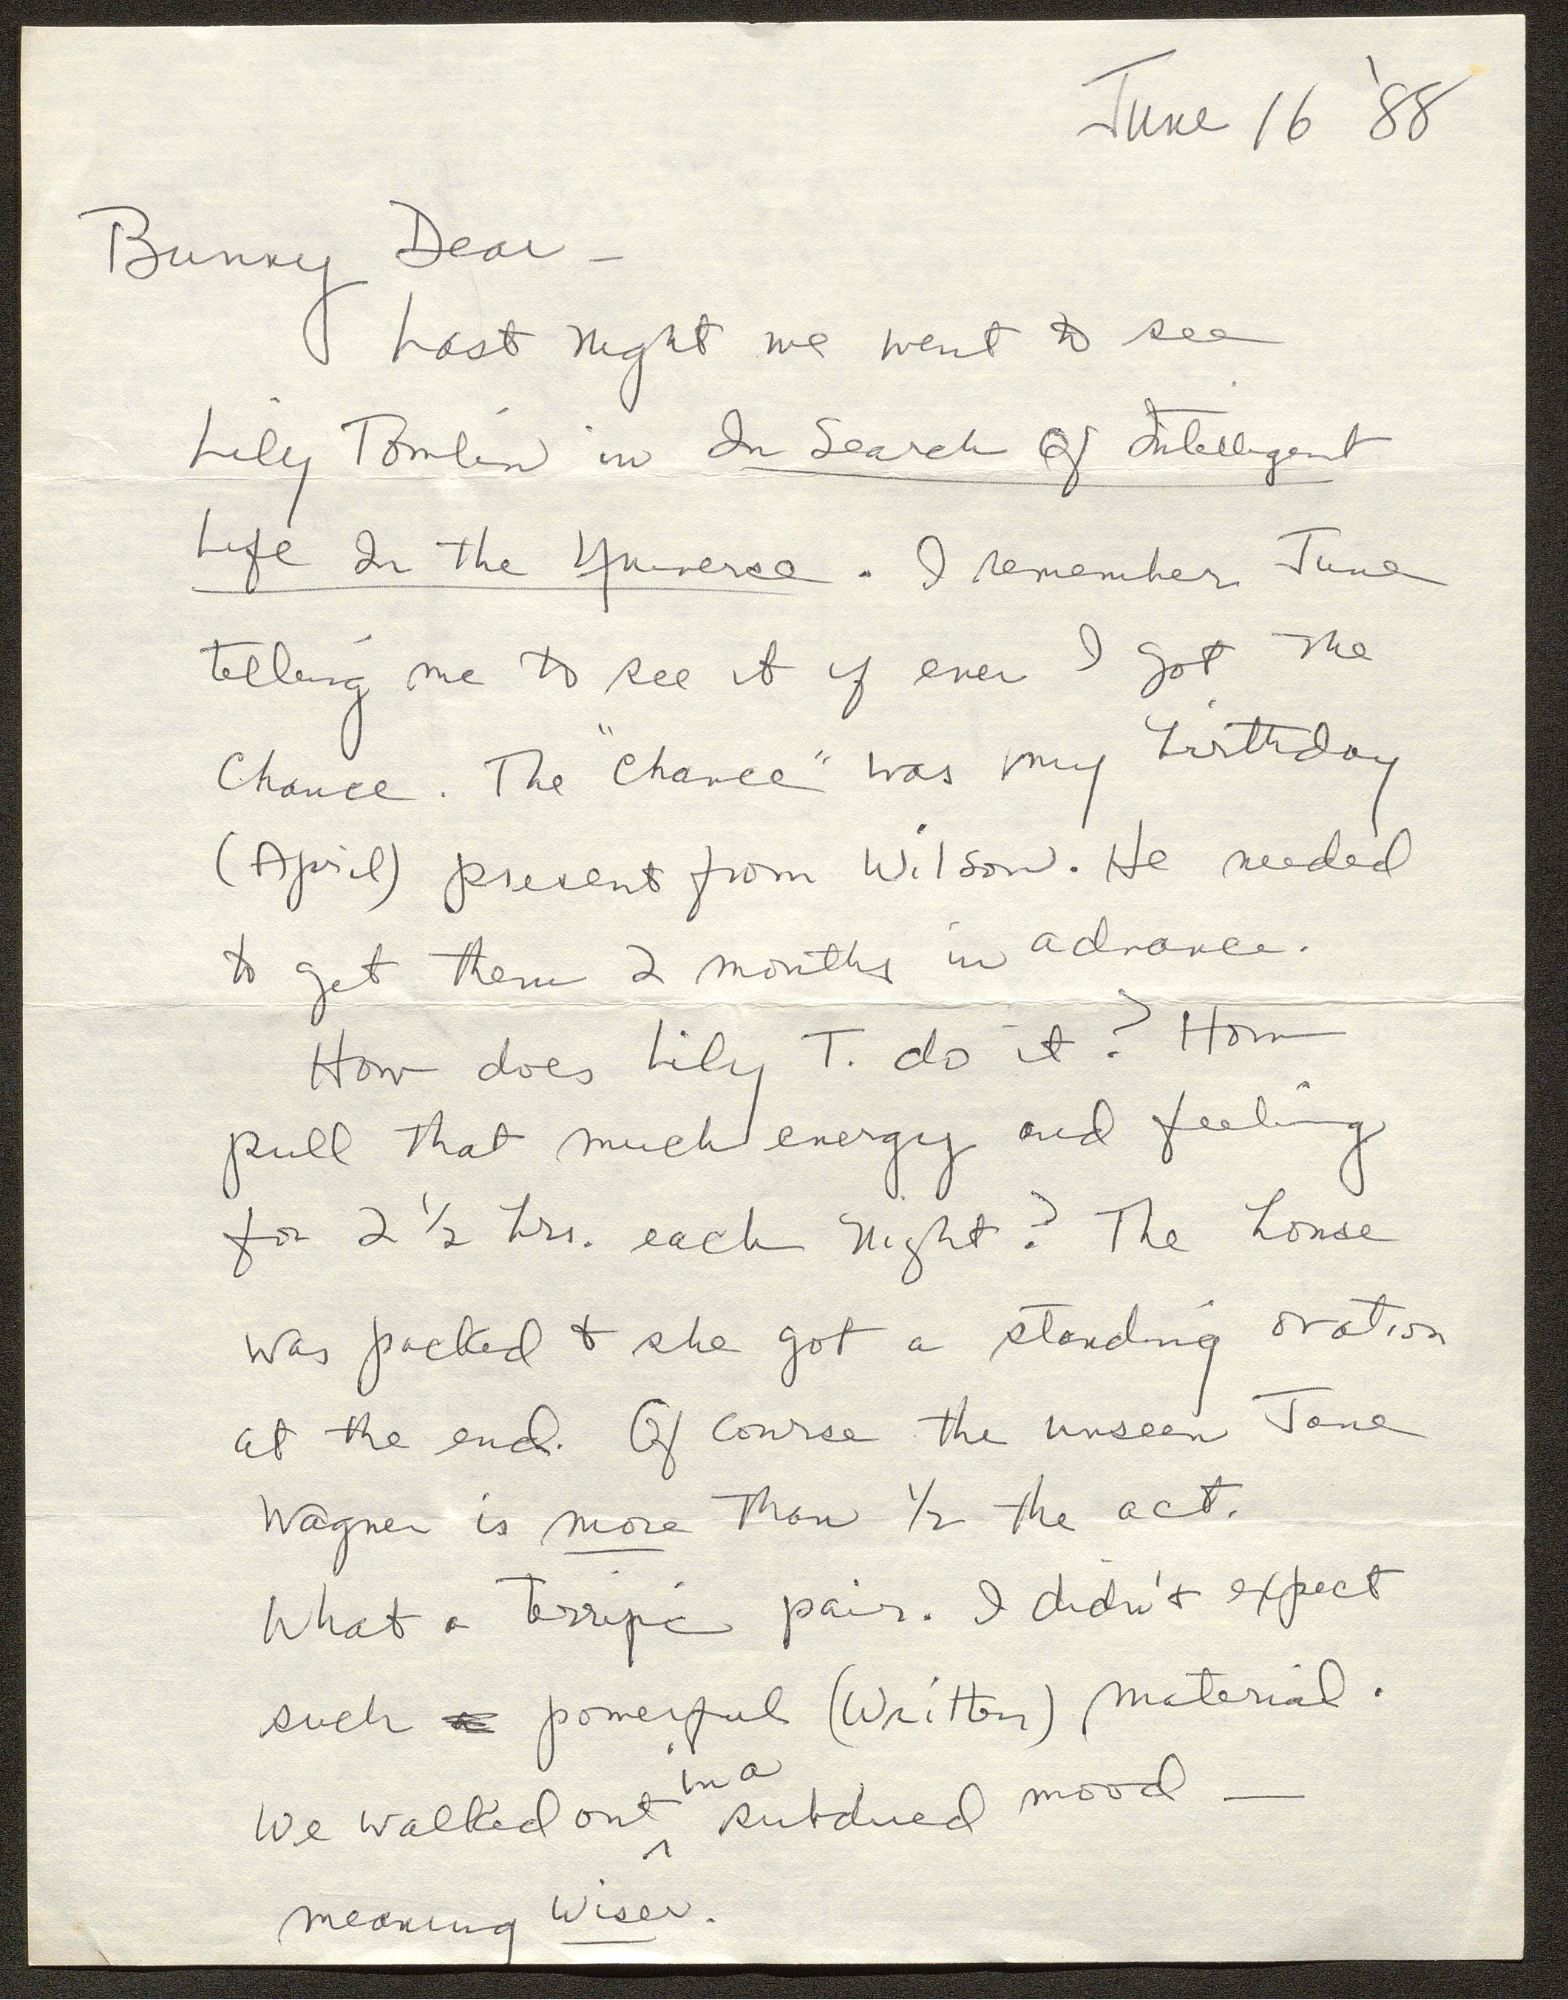 June 16 '88
Bunny Dear –
Last night we went to see
Lily Tomlin in In Search Of Intelligent
Life In the Universe. I remember June
telling me to see it if ever I got the
Chance. The "Chance" was my birthday
(April) present from Wilson. He needed
to get them 2 months in advance.
How does Lily T. do it? How
pull that much energy and feeling
for 2 1/2 hrs. each night? The house
was packed & she got a standing ovation
at the end. Of course the unseen Jane
Wagner is more than 1/2 the act.
What a terrific pair. I didn't expect
such powerful (written) material.
We walked out in a subdued mood —
meaning wiser.